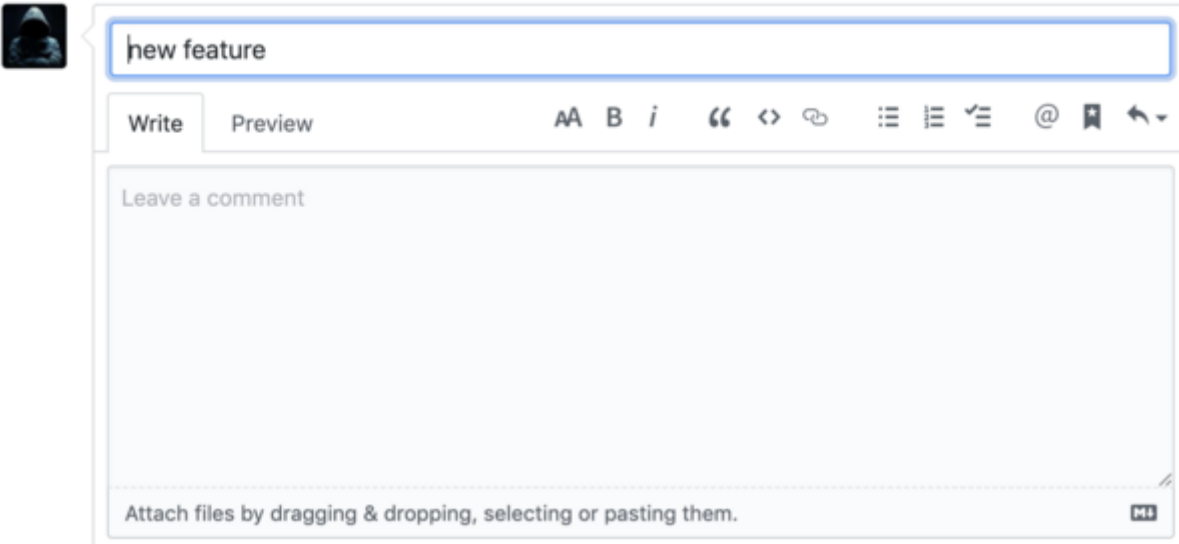 new feature
Write Preview AA B i @
Leave a comment
Attach files by dragging & dropping, selecting or pasting them. M↓